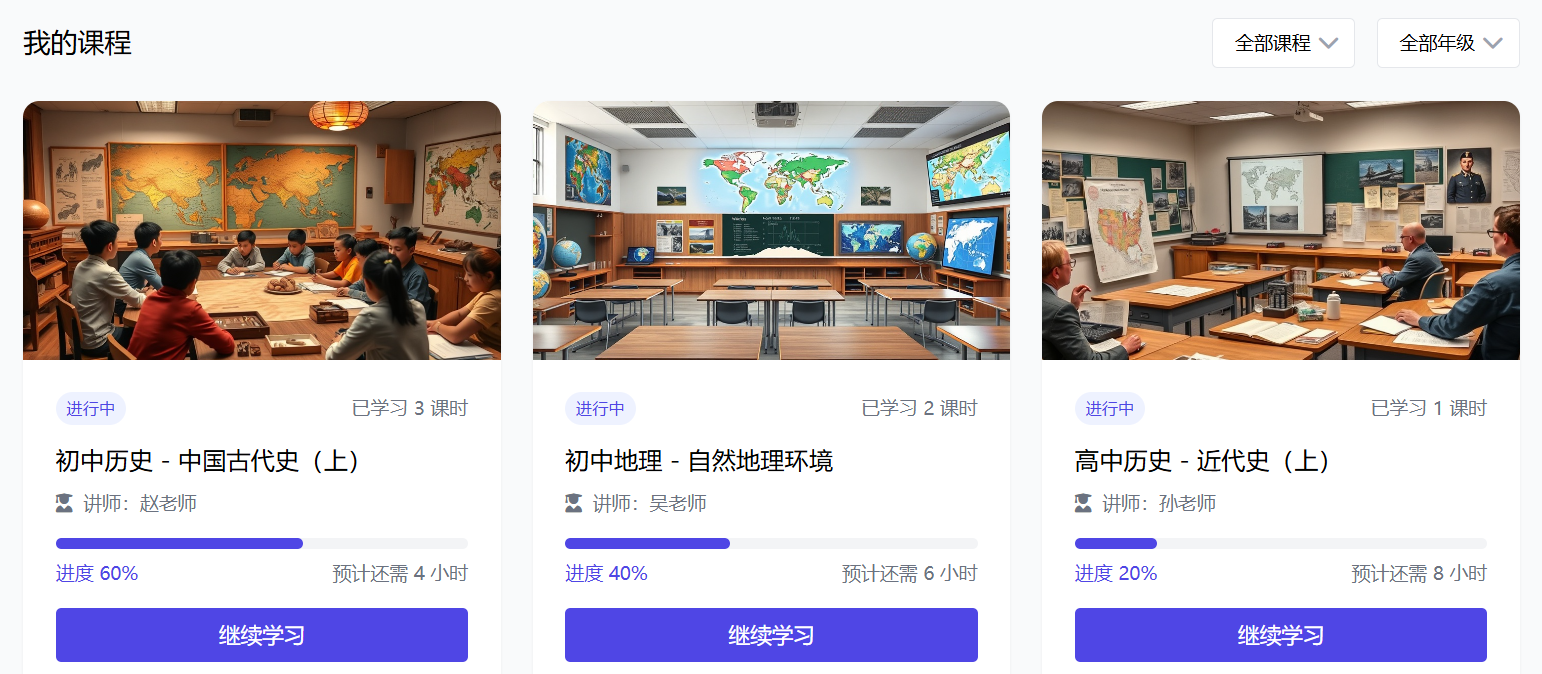 我的课程
全部课程
全部年级
进行中
已学习 3 课时
初中历史 - 中国古代史（上）
讲师：赵老师
进度 60%
预计还需 4 小时
继续学习
进行中
已学习 2 课时
初中地理 - 自然地理环境
讲师：吴老师
进度 40%
预计还需 6 小时
继续学习
进行中
已学习 1 课时
高中历史 - 近代史（上）
讲师：孙老师
进度 20%
预计还需 8 小时
继续学习